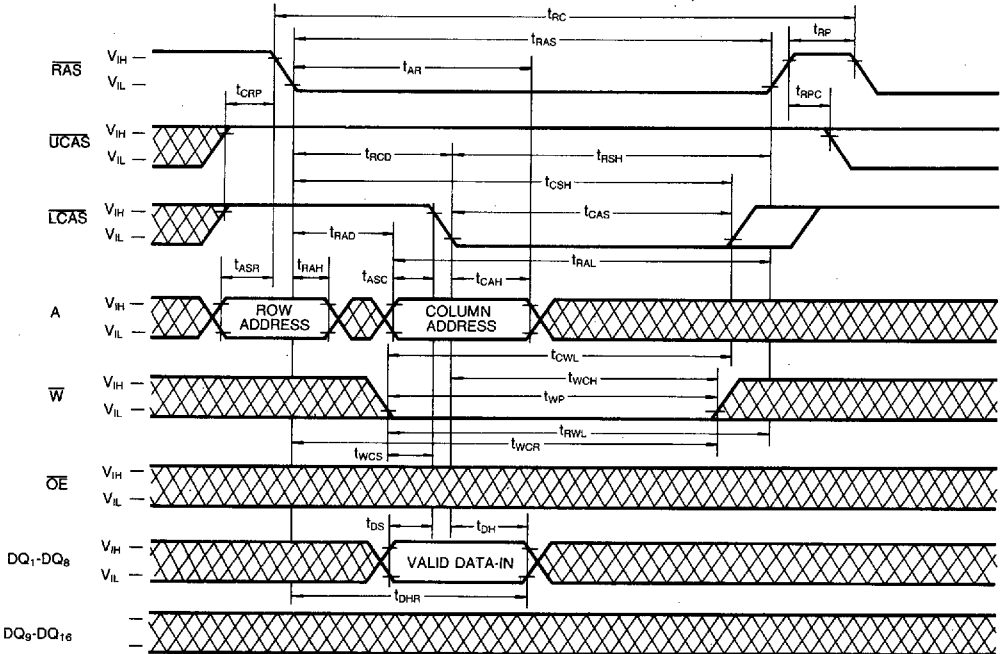 tRC
tRAS
tRP
tAR
RAS
VIH
VIL
tCRP
tRPC
UCAS
VIH
VIL
tRCD
tRSH
tCSH
LCAS
VIH
VIL
tCAS
tRAD
tRAL
tASR
tRAH
tASC
tCAH
A
VIH
VIL
ROW
ADDRESS
COLUMN
ADDRESS
tCWL
tWCH
W
VIH
VIL
tWP
tRWL
tWCR
tWCS
OE
VIH
VIL
tDS
tDH
DQ1-DQ8
VIH
VIL
VALID DATA-IN
tDHR
DQ9-DQ16